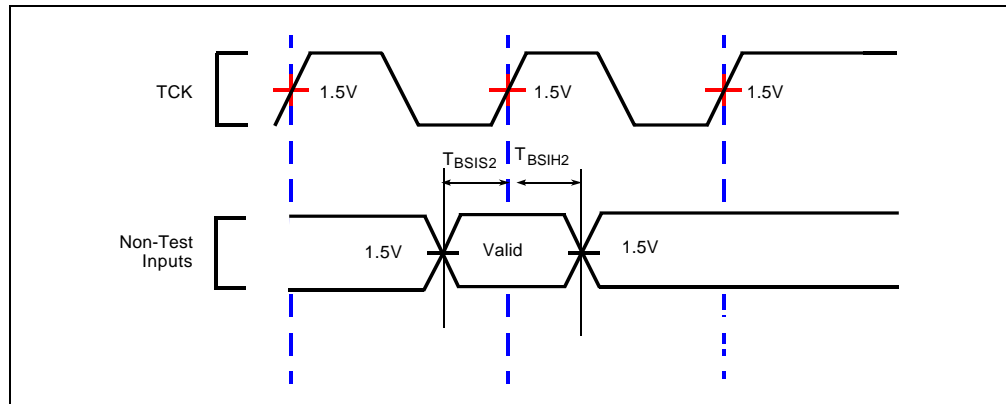 TCK
1.5V
1.5V
1.5V
TBSIS2
TBSIH2
Non-Test
Inputs
1.5V
Valid
1.5V